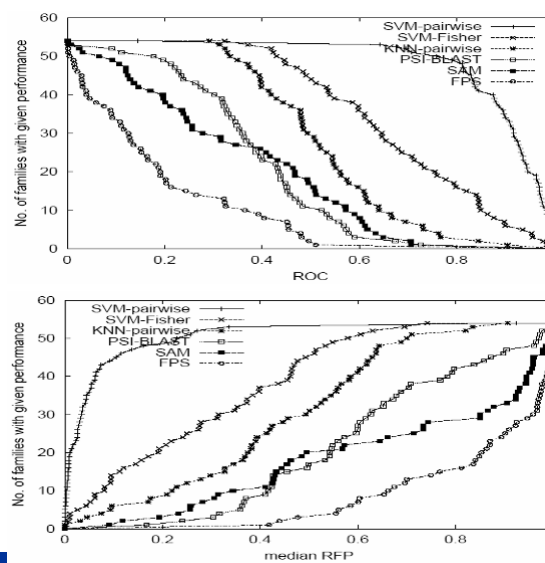 SVM-pairwise
SVM-Fisher
KNN-pairwise
PSI-BLAST
SAM
FPS
No. of families with given performance
60
50
40
30
20
10
0
0 0.2 0.4 0.6 0.8 1
ROC
SVM-pairwise
SVM-Fisher
KNN-pairwise
PSI-BLAST
SAM
FPS
No. of families with given performance
60
50
40
30
20
10
0
0 0.2 0.4 0.6 0.8 1
median RFP